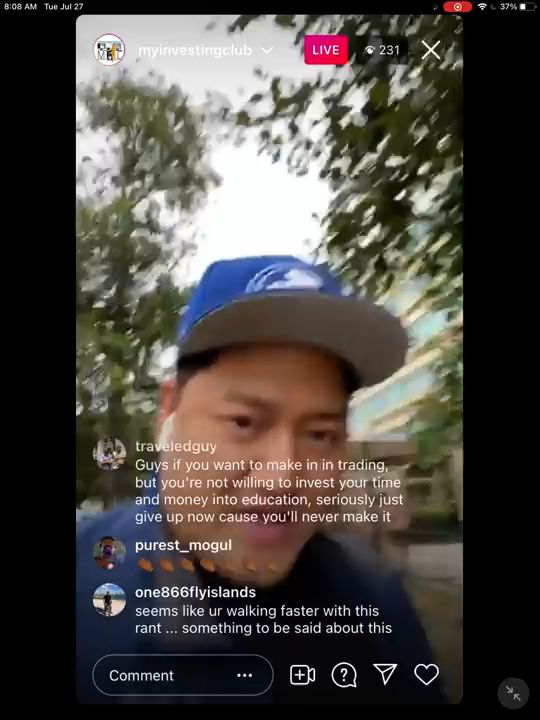 8:08 AM Tue Jul 27
37%
myinvestingclub
LIVE
231
traveledguy
Guys if you want to make in in trading,
but you're not willing to invest your time
and money into education, seriously just
give up now cause you'll never make it
purest_mogul
one866flyislands
seems like ur walking faster with this
rant ... something to be said about this
Comment